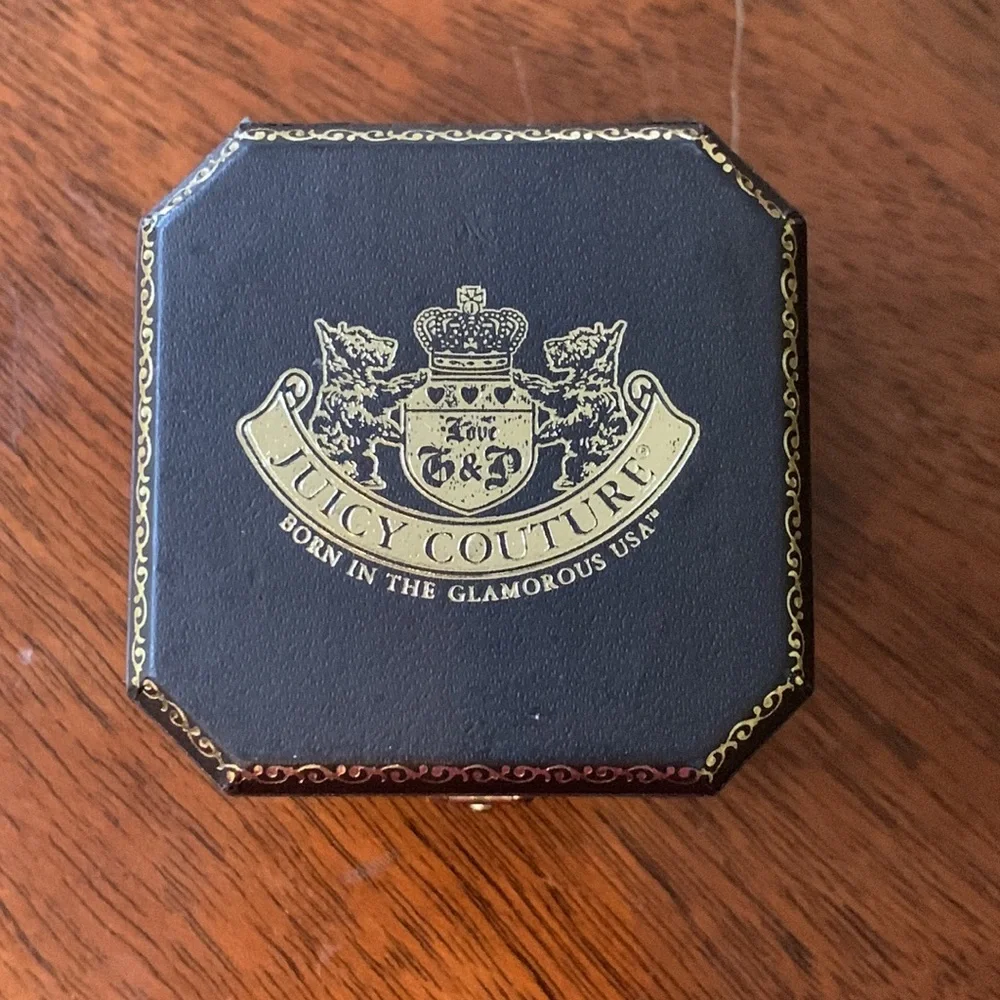 Love
G&P
JUICY COUTURE®
BORN IN THE GLAMOROUS USA™